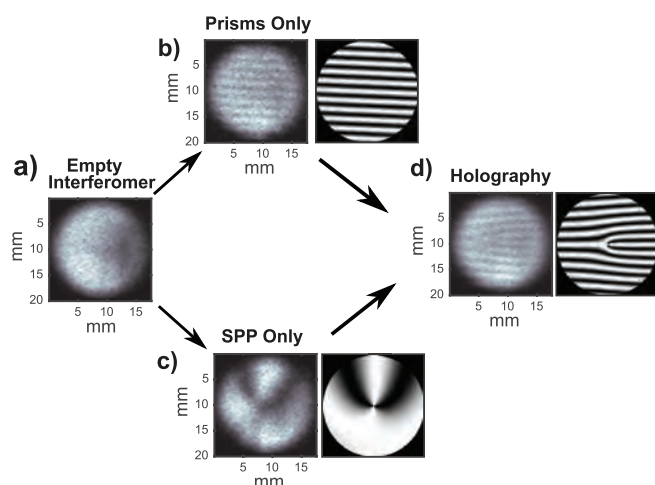 Prisms Only
b)
5
10
15
20
mm
5 10 15
mm
a)
Empty
Interferomer
5
10
15
20
mm
5 10 15
mm
d)
Holography
5
10
15
20
mm
5 10 15
mm
SPP Only
c)
5
10
15
20
mm
5 10 15
mm